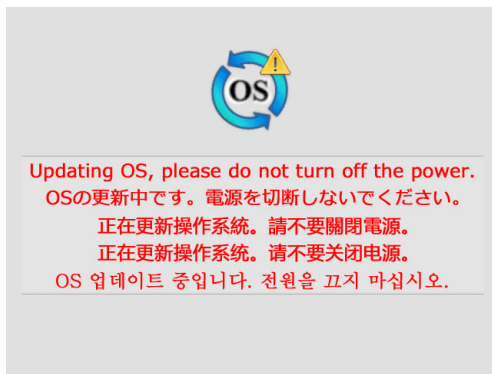 OS
Updating OS, please do not turn off the power.
OSの更新中です。電源を切断しないでください。
正在更新操作系統。請不要關閉電源。
正在更新操作系统。请不要关闭电源。
OS 업데이트 중입니다. 전원을 끄지 마십시오.